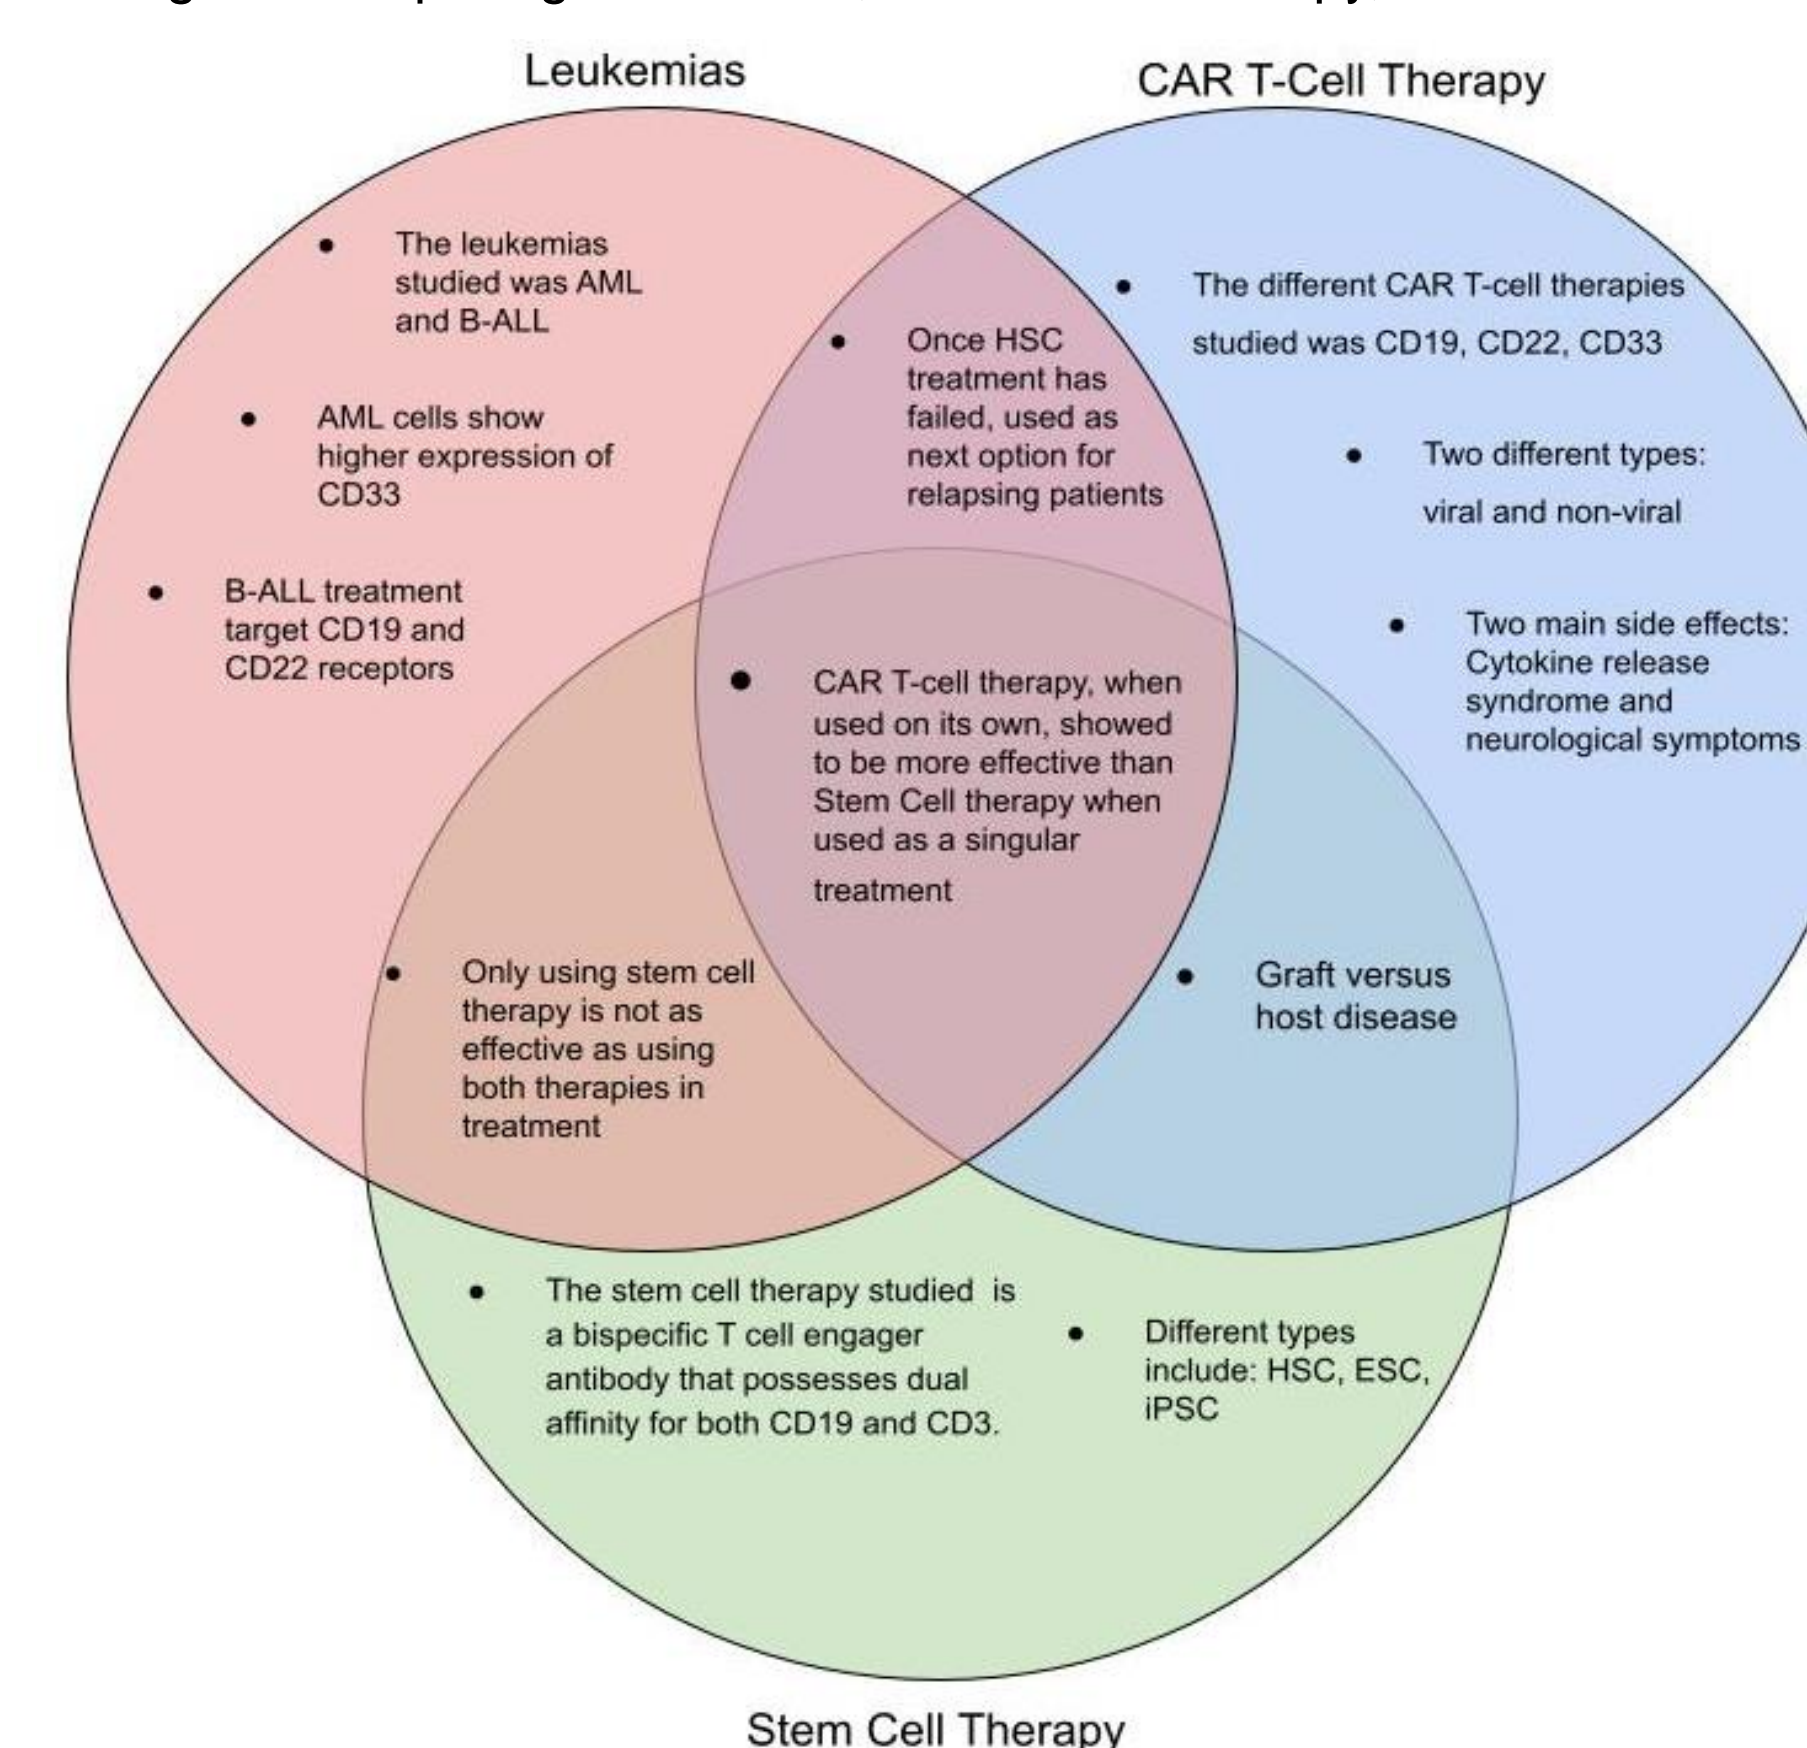 Leukemias
CAR T-Cell Therapy
• The leukemias
studied was AML
and B-ALL
• AML cells show
higher expression of
CD33
• B-ALL treatment
target CD19 and
CD22 receptors
• Once HSC
treatment has
failed, used as
next option for
relapsing patients
• The different CAR T-cell therapies
studied was CD19, CD22, CD33
• Two different types:
viral and non-viral
• Two main side effects:
Cytokine release
syndrome and
neurological symptoms
• CAR T-cell therapy, when
used on its own, showed
to be more effective than
Stem Cell therapy when
used as a singular
treatment
• Only using stem cell
therapy is not as
effective as using
both therapies in
treatment
• Graft versus
host disease
• The stem cell therapy studied  is
a bispecific T cell engager
antibody that possesses dual
affinity for both CD19 and CD3.
• Different types
include: HSC, ESC,
iPSC
Stem Cell Therapy